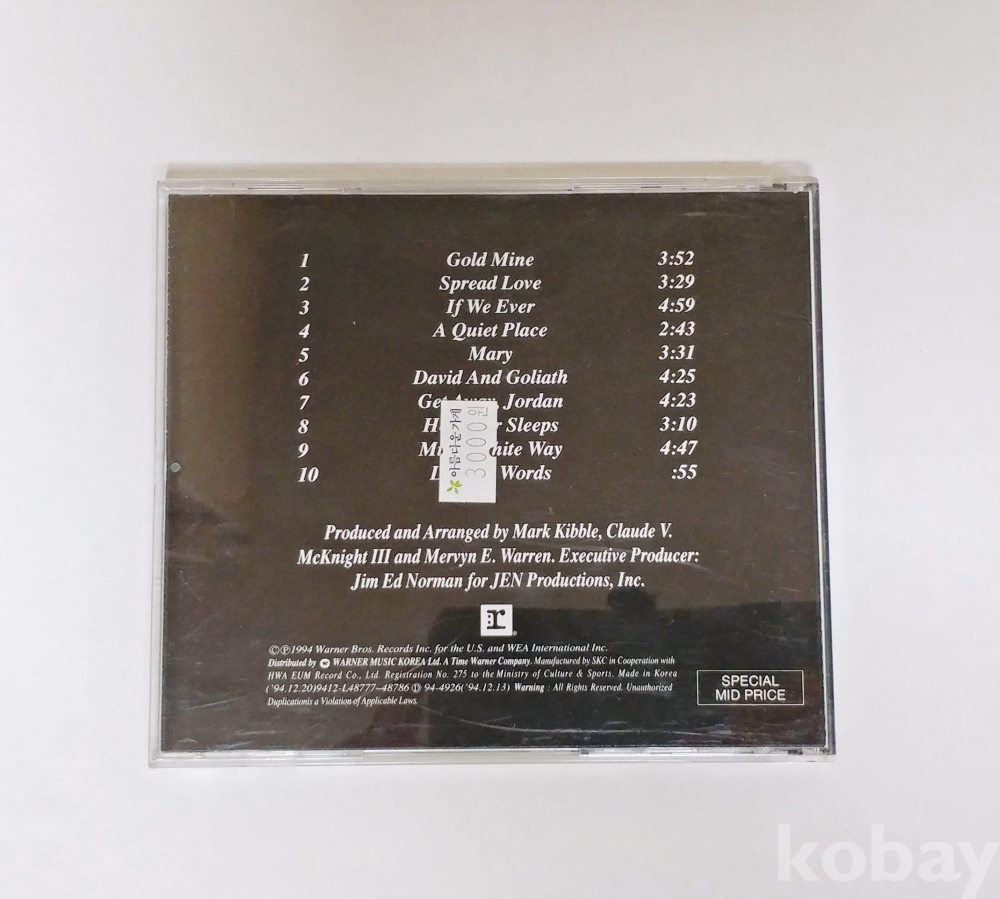 1 Gold Mine 3:52
2 Spread Love 3:29
3 If We Ever 4:59
4 A Quiet Place 2:43
5 Mary 3:31
6 David And Goliath 4:25
7 Jordan 4:23
8 Sleeps 3:10
9 Way 4:47
10 Words :55
아름다운가게
3000원
Produced and Arranged by Mark Kibble, Claude V.
McKnight III and Mervyn E. Warren. Executive Producer:
Jim Ed Norman for JEN Productions, Inc.
r
©℗1994 Warner Bros. Records Inc. for the U.S. and WEA International Inc.
Distributed by WARNER MUSIC KOREA Ltd. A Time Warner Company. Manufactured by SKC in Cooperation with
HWA EUM Record Co., Ltd. Registration No. 275 to the Ministry of Culture & Sports. Made in Korea
('94.12.20)9412-L48777~48786 Ⓓ 94-4926('94.12.13) Warning : All Rights Reserved. Unauthorized
Duplicationis a Violation of Applicable Laws.
SPECIAL
MID PRICE
kobay